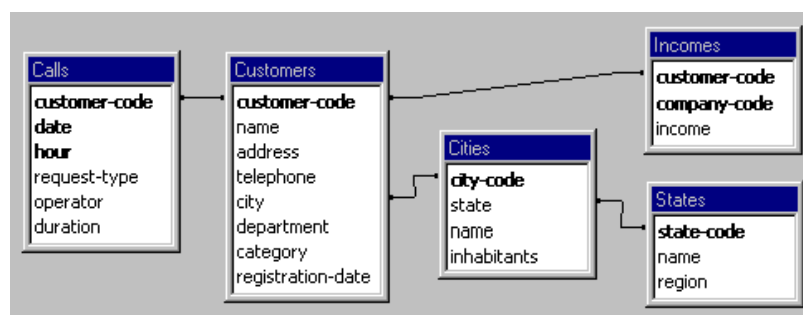 Calls
customer-code
date
hour
request-type
operator
duration
Customers
customer-code
name
address
telephone
city
department
category
registration-date
Cities
city-code
state
name
inhabitants
Incomes
customer-code
company-code
income
States
state-code
name
region